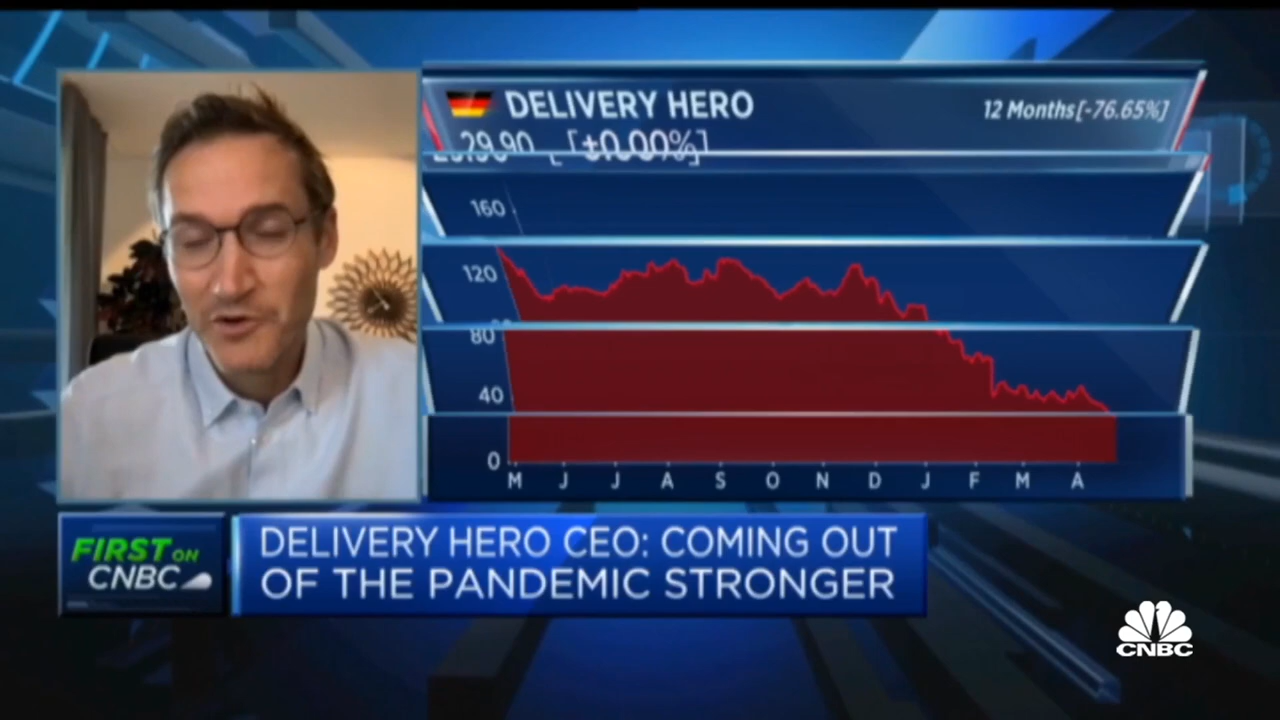 DELIVERY HERO
12 Months[-76.65%]
29.90 [±0.00%]
160
120
80
40
0
M J J A S O N D J F M A
FIRST ON
CNBC
DELIVERY HERO CEO: COMING OUT
OF THE PANDEMIC STRONGER
CNBC